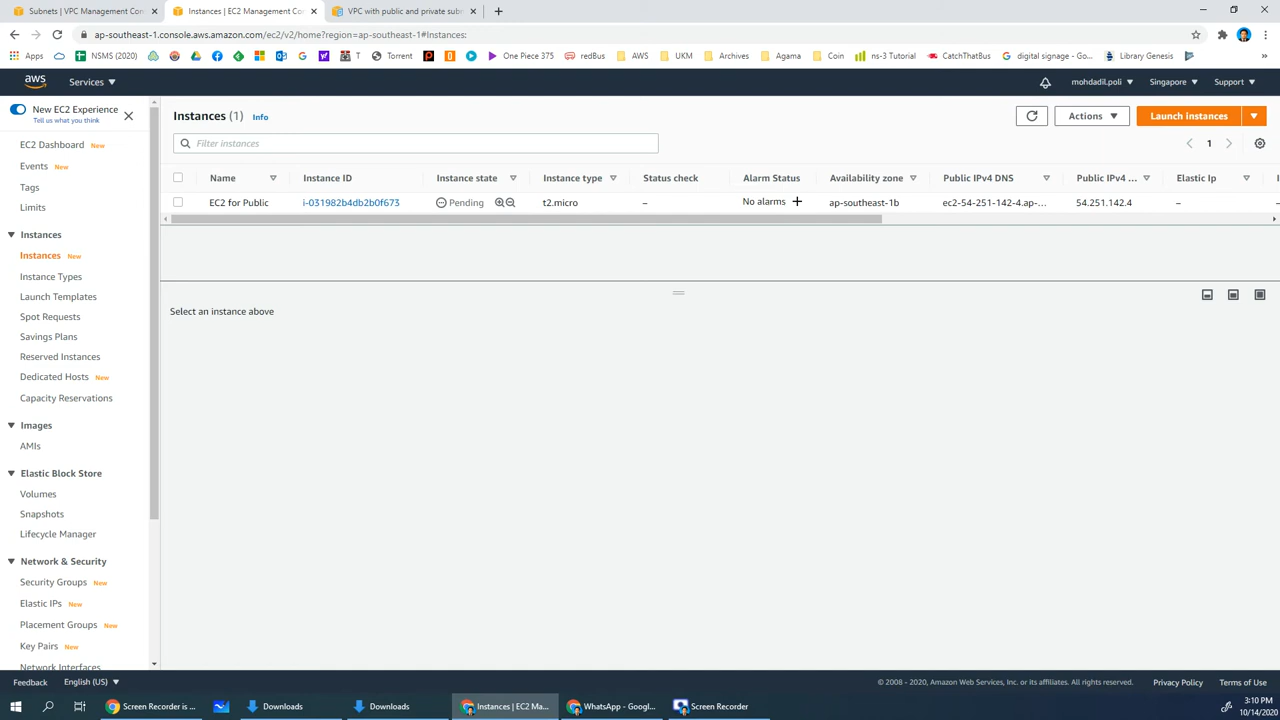 Subnets | VPC Management Con
Instances | EC2 Management Con
VPC with public and private subn
ap-southeast-1.console.aws.amazon.com/ec2/v2/home?region=ap-southeast-1#Instances:
Apps
NSMS (2020)
T
Torrent
One Piece 375
redBus
AWS
UKM
Archives
Agama
Coin
ns-3 Tutorial
CatchThatBus
digital signage - Go...
Library Genesis
aws
Services
mohdadil.poli
Singapore
Support
New EC2 Experience
Tell us what you think
EC2 Dashboard New
Events New
Tags
Limits
Instances
Instances New
Instance Types
Launch Templates
Spot Requests
Savings Plans
Reserved Instances
Dedicated Hosts New
Capacity Reservations
Images
AMIs
Elastic Block Store
Volumes
Snapshots
Lifecycle Manager
Network & Security
Security Groups New
Elastic IPs New
Placement Groups New
Key Pairs New
Network Interfaces
Instances (1) Info
Actions
Launch instances
Filter instances
1
Name Instance ID Instance state Instance type Status check Alarm Status Availability zone Public IPv4 DNS Public IPv4 ... Elastic Ip
EC2 for Public i-031982b4db2b0f673 Pending t2.micro – No alarms + ap-southeast-1b ec2-54-251-142-4.ap-... 54.251.142.4 –
Select an instance above
Feedback
English (US)
© 2008 - 2020, Amazon Web Services, Inc. or its affiliates. All rights reserved.
Privacy Policy
Terms of Use
Screen Recorder is ...
Downloads
Downloads
Instances | EC2 Ma...
WhatsApp - Googl...
Screen Recorder
3:10 PM
10/14/2020